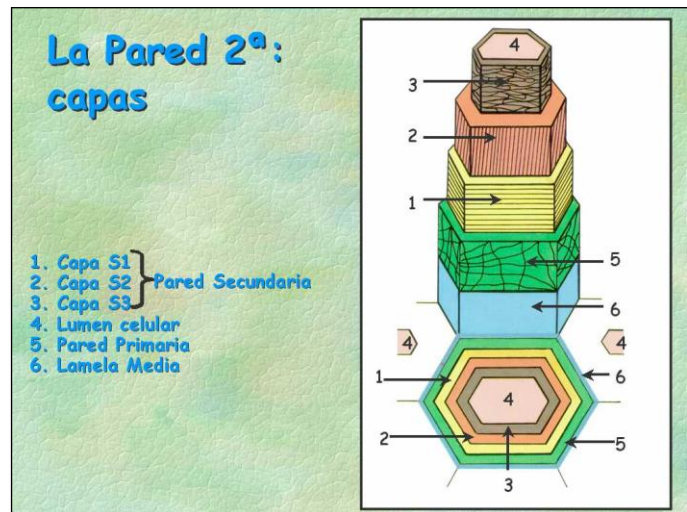 La Pared 2ª:
capas
1. Capa S1
2. Capa S2
3. Capa S3
Pared Secundaria
4. Lumen celular
5. Pared Primaria
6. Lamela Media
4
3
2
1
5
6
4
4
1
6
4
2
5
3